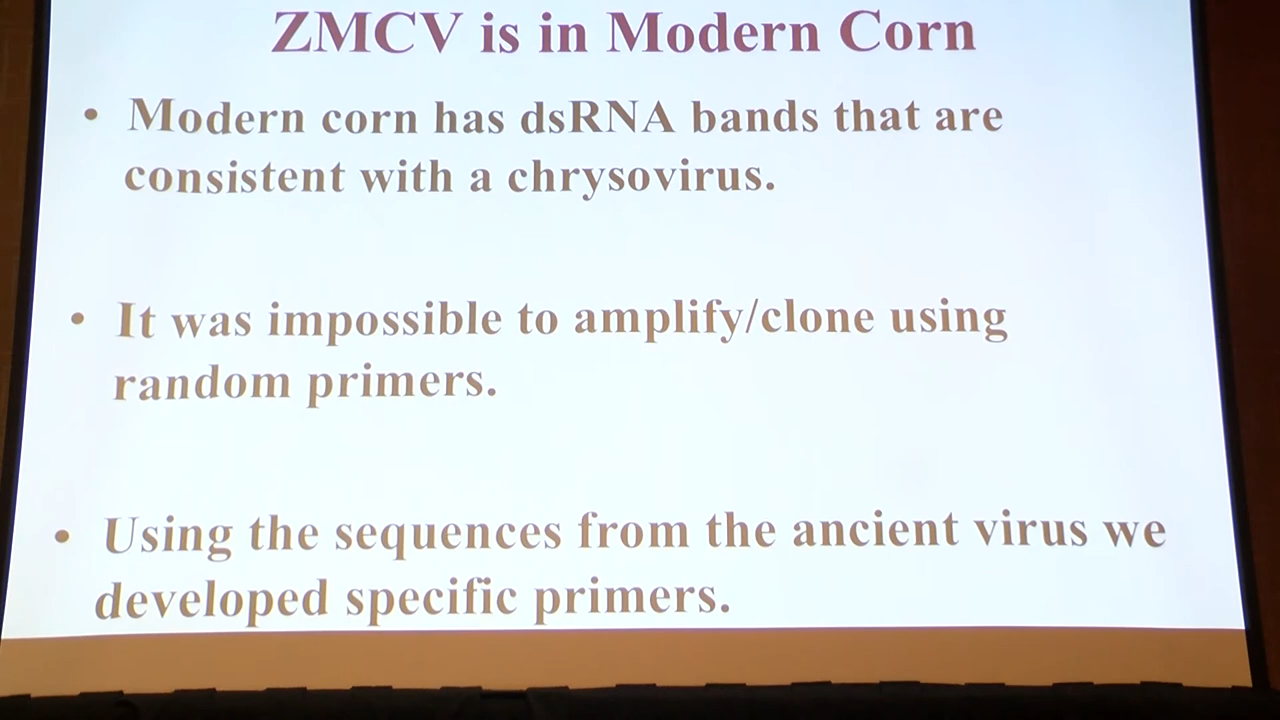 ZMCV is in Modern Corn
• Modern corn has dsRNA bands that are
consistent with a chrysovirus.
• It was impossible to amplify/clone using
random primers.
• Using the sequences from the ancient virus we
developed specific primers.